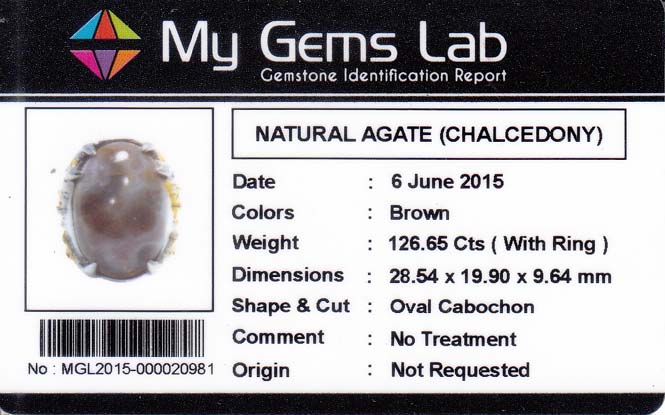 My Gems Lab
Gemstone Identification Report
NATURAL AGATE (CHALCEDONY)
Date : 6 June 2015
Colors : Brown
Weight : 126.65 Cts ( With Ring )
Dimensions : 28.54 x 19.90 x 9.64 mm
Shape & Cut : Oval Cabochon
Comment : No Treatment
Origin : Not Requested
No : MGL2015-000020981